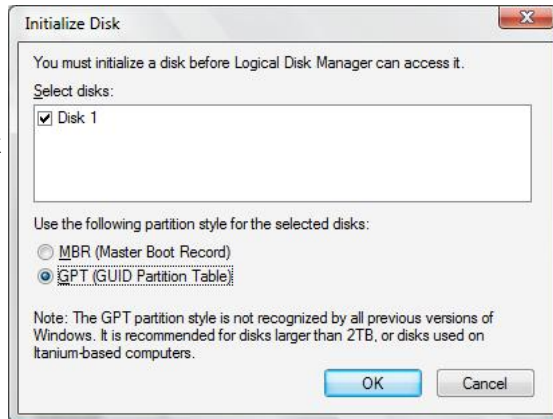 Initialize Disk
You must initialize a disk before Logical Disk Manager can access it.
Select disks:
Disk 1
Use the following partition style for the selected disks:
MBR (Master Boot Record)
GPT (GUID Partition Table)
Note: The GPT partition style is not recognized by all previous versions of
Windows. It is recommended for disks larger than 2TB, or disks used on
Itanium-based computers.
OK Cancel